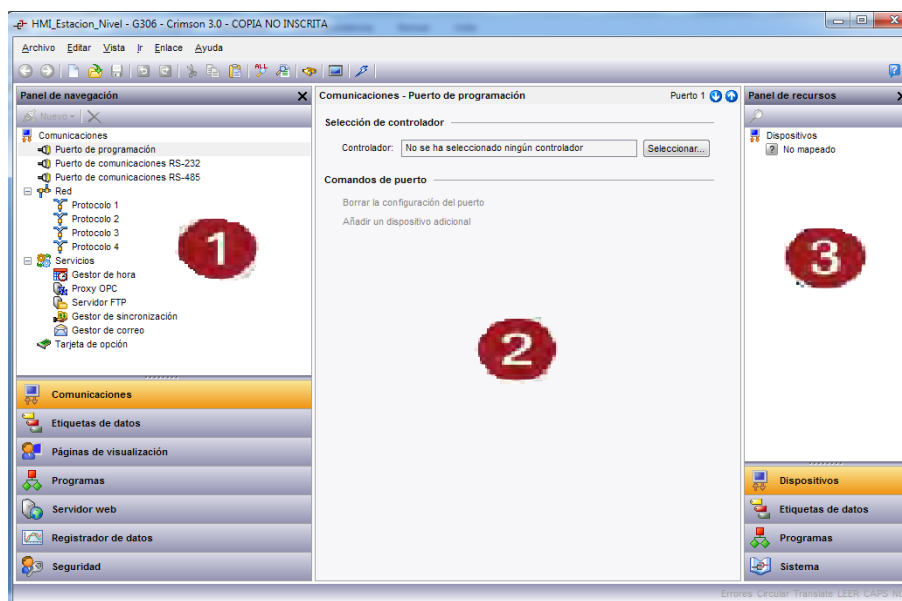 HMI_Estacion_Nivel - G306 - Crimson 3.0 - COPIA NO INSCRITA
Archivo Editar Vista Ir Enlace Ayuda
Panel de navegación
Nuevo
Comunicaciones
Puerto de programación
Puerto de comunicaciones RS-232
Puerto de comunicaciones RS-485
Red
Protocolo 1
Protocolo 2
Protocolo 3
Protocolo 4
Servicios
Gestor de hora
Proxy OPC
Servidor FTP
Gestor de sincronización
Gestor de correo
Tarjeta de opción
1
Comunicaciones
Etiquetas de datos
Páginas de visualización
Programas
Servidor web
Registrador de datos
Seguridad
Comunicaciones - Puerto de programación Puerto 1
Selección de controlador
Controlador: No se ha seleccionado ningún controlador Seleccionar...
Comandos de puerto
Borrar la configuración del puerto
Añadir un dispositivo adicional
2
Panel de recursos
Dispositivos
No mapeado
3
Dispositivos
Etiquetas de datos
Programas
Sistema
Errores Circular Translate LEER CAPS